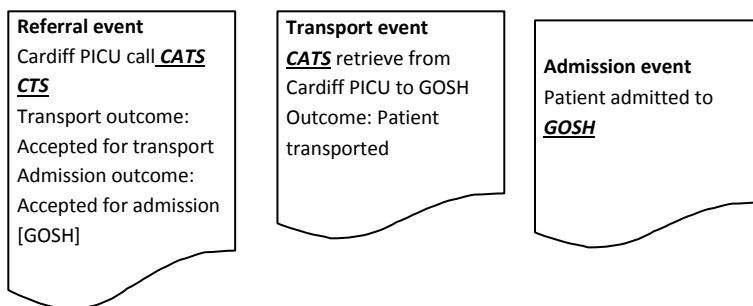 Referral event
Cardiff PICU call CATS
CTS
Transport outcome:
Accepted for transport
Admission outcome:
Accepted for admission
[GOSH]
Transport event
CATS retrieve from
Cardiff PICU to GOSH
Outcome: Patient
transported
Admission event
Patient admitted to
GOSH